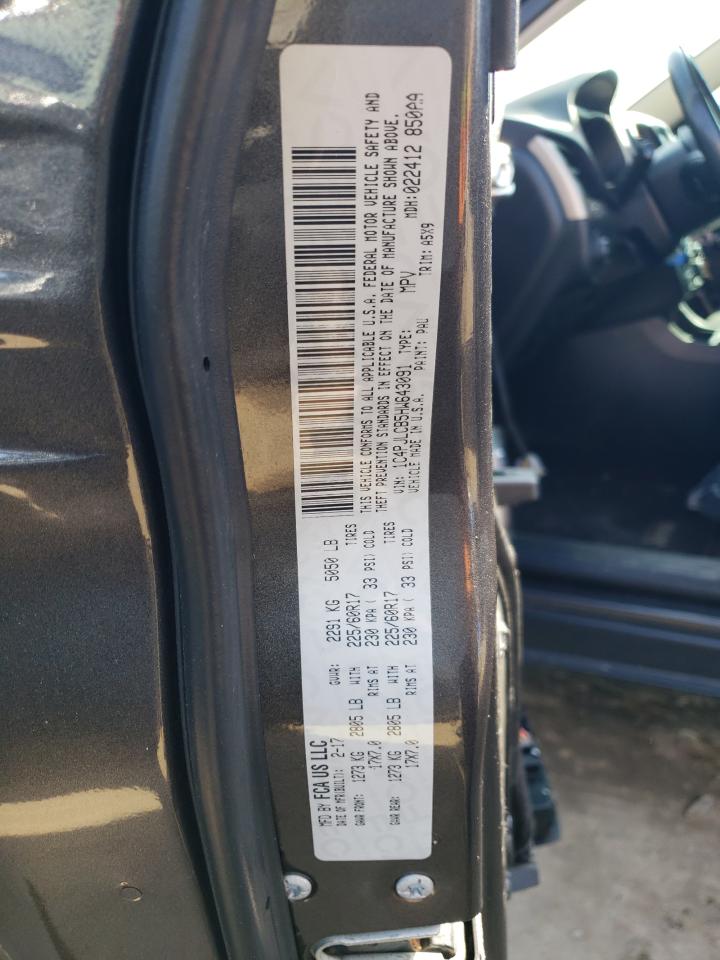 MFD BY FCA US LLC
DATE OF MFR(BUILT): 2-17 GVWR: 2291 KG 5050 LB
GAWR FRONT: 1273 KG 2805 LB WITH 225/60R17 TIRES
17X7.0 RIMS AT 230 KPA ( 33 PSI) COLD
GAWR REAR: 1273 KG 2805 LB WITH 225/60R17 TIRES
17X7.0 RIMS AT 230 KPA ( 33 PSI) COLD
THIS VEHICLE CONFORMS TO ALL APPLICABLE U.S.A. FEDERAL MOTOR VEHICLE SAFETY AND
THEFT PREVENTION STANDARDS IN EFFECT ON THE DATE OF MANUFACTURE SHOWN ABOVE.
VIN: 1C4PJLCB5HW643091 TYPE: MPV MDH:022412
VEHICLE MADE IN U.S.A. PAINT: PAU TRIM: A5X9